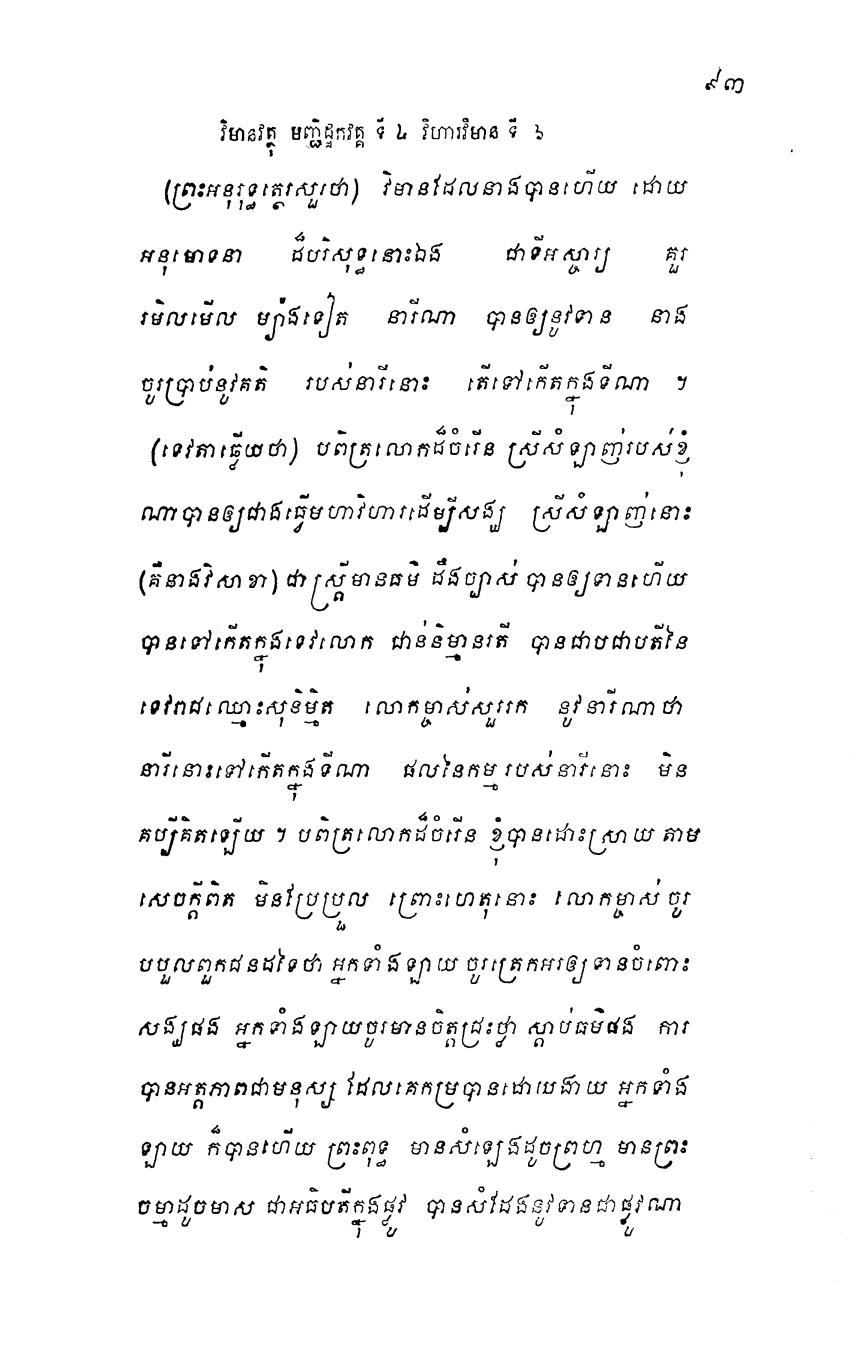 ៩៣
វិមានវត្ថុ មញ្ជិដ្ឋកវគ្គ ទី ៤ វិហារវិមាន ទី ៦
(ព្រះអនុរុទ្ធត្ថេរសួរថា) វិមានដែលនាងបានហើយ ដោយ
អនុមោទនា ដ៏បរិសុទ្ធនោះឯង ជាទីអស្ចារ្យ គួរ
រមិលមើល ម្យ៉ាងទៀត នារីណា បានឲ្យនូវទាន នាង
ចូរប្រាប់នូវគតិ របស់នារីនោះ តើទៅកើតក្នុងទីណា ។
(ទេវតាឆ្លើយថា) បពិត្រលោកដ៏ចំរើន ស្រីសំឡាញ់របស់ខ្ញុំ
ណាបានឲ្យជាងធ្វើមហាវិហារដើម្បីសង្ឃ ស្រីសំឡាញ់នោះ
(គឺនាងវិសាខា) ជាស្ត្រីមានធម៌ ដឹងច្បាស់ បានឲ្យទានហើយ
បានទៅកើតក្នុងទេវលោក ជាន់និម្មានរតី បានជាបជាបតីនៃ
ទេវរាជឈ្មោះសុនិម្មិត លោកម្ចាស់សួររក នូវនារីណាថា
នារីនោះទៅកើតក្នុងទីណា ផលនៃកម្មរបស់នារីនោះ មិន
គប្បីគិតឡើយ ។ បពិត្រលោកដ៏ចំរើន ខ្ញុំបានដោះស្រាយ តាម
សេចក្តីពិត មិនប្រែប្រួល ព្រោះហេតុនោះ លោកម្ចាស់ ចូរ
បបួលពួកជនដទៃថា អ្នកទាំងឡាយ ចូរត្រេកអរឲ្យទានចំពោះ
សង្ឃផង អ្នកទាំងឡាយចូរមានចិត្តជ្រះថ្លា ស្តាប់ធម៌ផង ការ
បានអត្តភាពជាមនុស្ស ដែលគេកម្របានដោយងាយ អ្នកទាំង
ឡាយ ក៏បានហើយ ព្រះពុទ្ធ មានសំឡេងដូចព្រហ្ម មានព្រះ
ចម្មាដូចមាស ជាអធិបតីក្នុងផ្លូវ បានសំដែងនូវទានជាផ្លូវណា